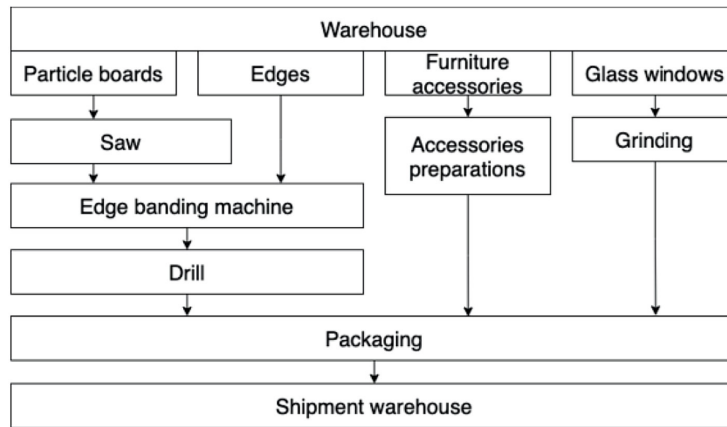 Warehouse
Particle boards
Edges
Furniture
accessories
Glass windows
Saw
Accessories
preparations
Grinding
Edge banding machine
Drill
Packaging
Shipment warehouse